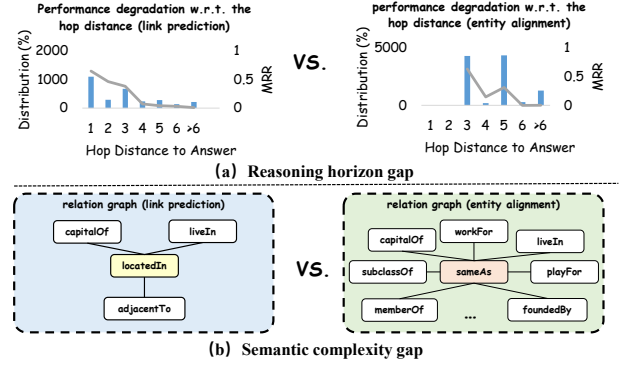 Performance degradation w.r.t. the
hop distance (link prediction)
2000
1000
0
Distribution (%)
1
0.5
0
MRR
1 2 3 4 5 6 >6
Hop Distance to Answer
VS.
performance degradation w.r.t. the
hop distance (entity alignment)
5000
0
Distribution (%)
1
0.5
0
MRR
1 2 3 4 5 6 >6
Hop Distance to Answer
(a) Reasoning horizon gap
relation graph (link prediction)
capitalOf
liveIn
locatedIn
adjacentTo
VS.
relation graph (entity alignment)
workFor
capitalOf
liveIn
subclassOf
sameAs
playFor
memberOf
...
foundedBy
(b) Semantic complexity gap